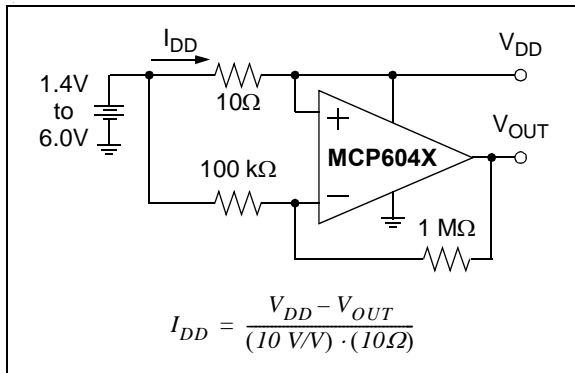 I_DD
V_DD
1.4V
to
6.0V
10Ω
V_OUT
+
MCP604X
100 kΩ
–
1 MΩ
I_DD = (V_DD – V_OUT) / ((10 V/V) · (10Ω))